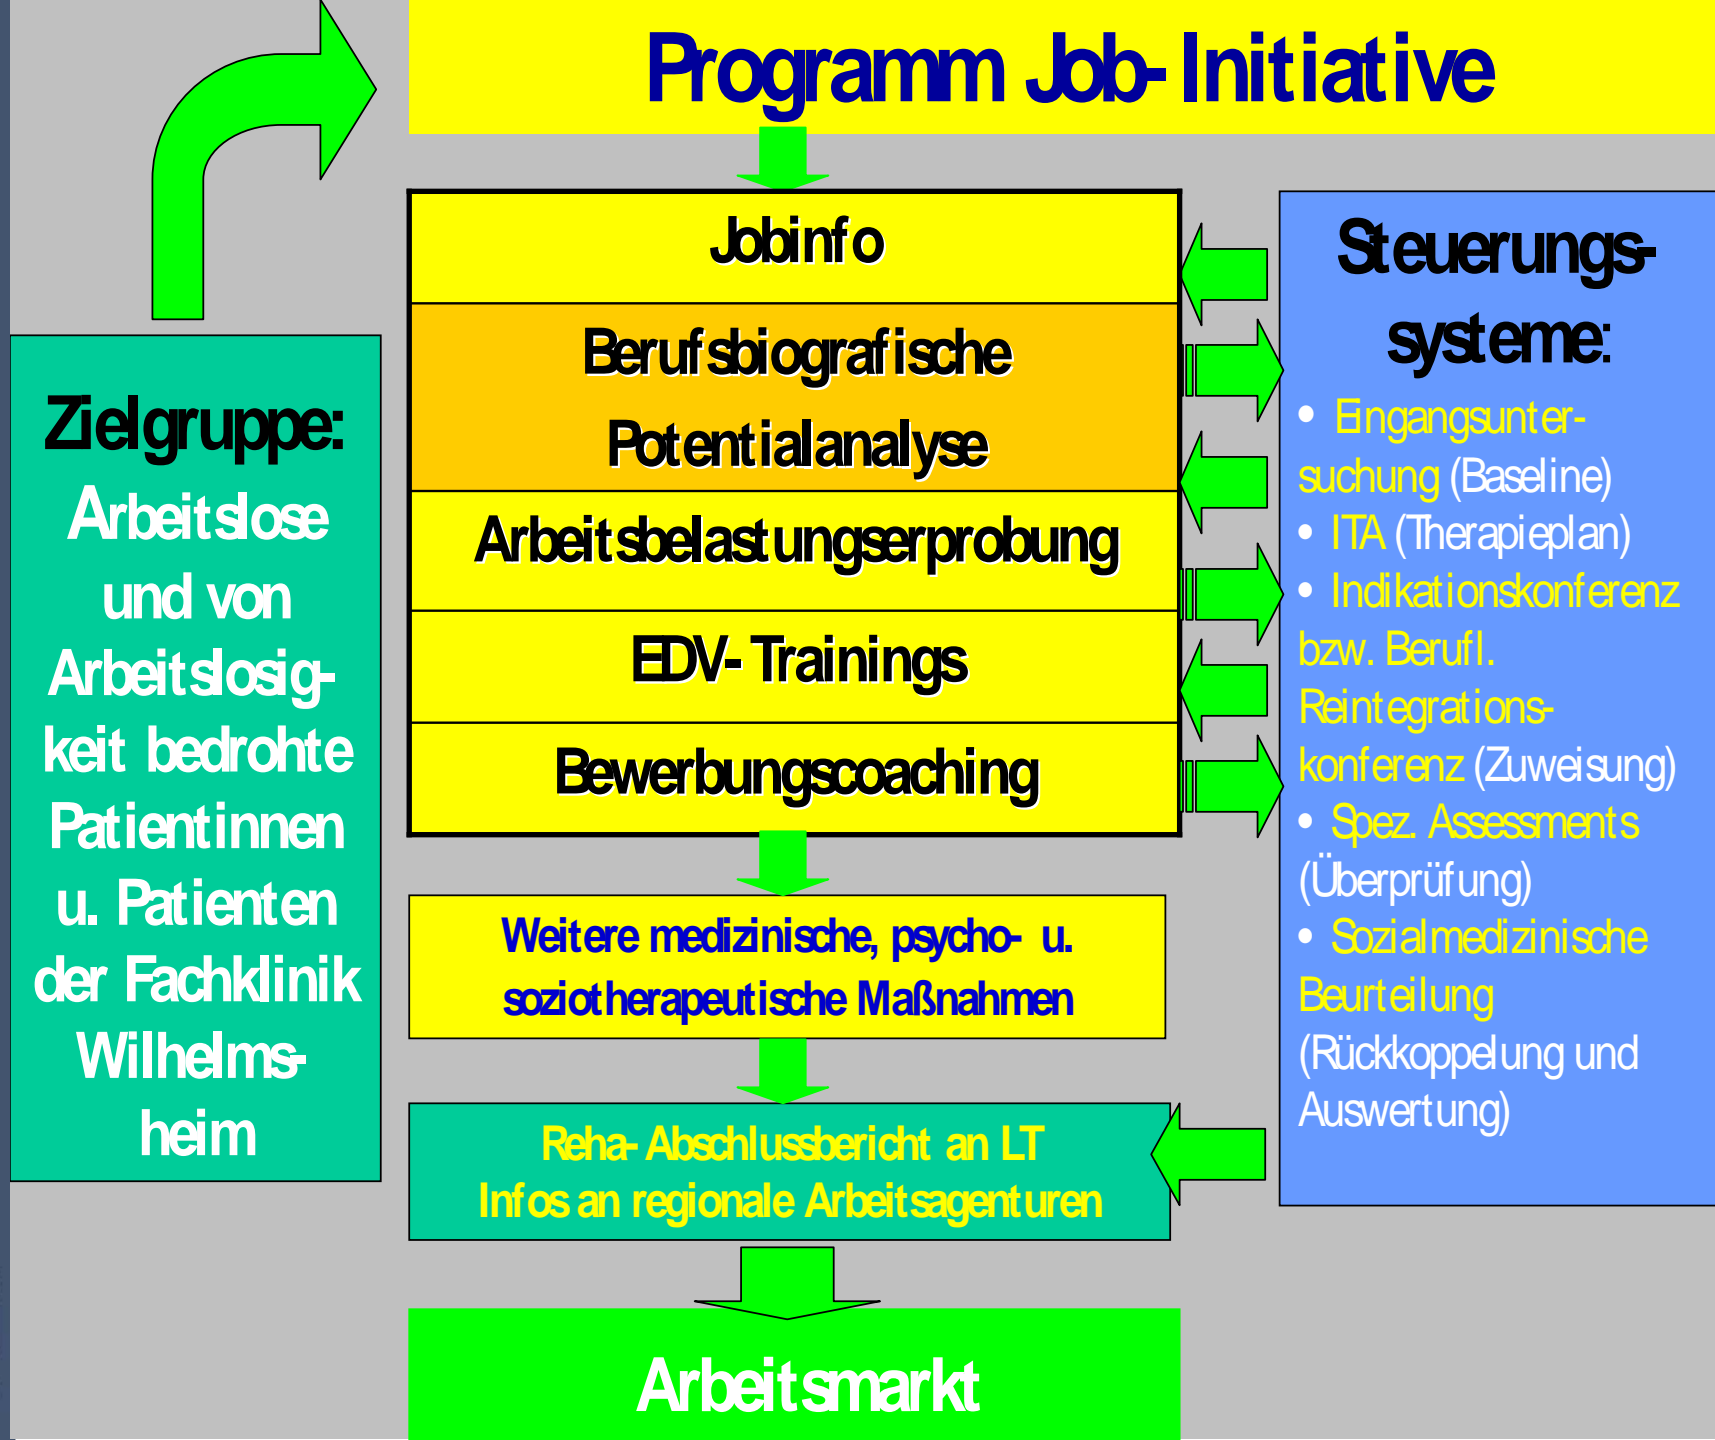 Programm Job-Initiative
Zielgruppe:
Arbeitslose
und von
Arbeitslosig-
keit bedrohte
Patientinnen
u. Patienten
der Fachklinik
Wilhelms-
heim
Jobinfo
Berufsbiografische
Potentialanalyse
Arbeitsbelastungserprobung
EDV-Trainings
Bewerbungscoaching
Weitere medizinische, psycho- u.
soziotherapeutische Maßnahmen
Reha-Abschlussbericht an LT
Infos an regionale Arbeitsagenturen
Arbeitsmarkt
Steuerungs-
systeme:
• Eingangsunter-
suchung (Baseline)
• ITA (Therapieplan)
• Indikationskonferenz
bzw. Berufl.
Reintegrations-
konferenz (Zuweisung)
• Spez. Assessments
(Überprüfung)
• Sozialmedizinische
Beurteilung
(Rückkoppelung und
Auswertung)